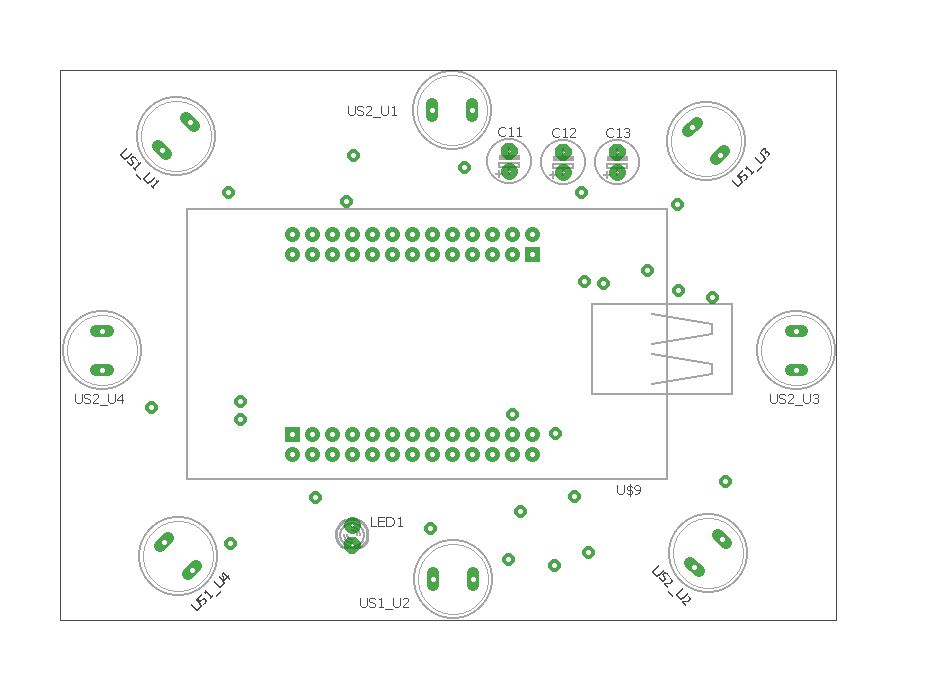 US2_U1
C11
C12
C13
US1_U1
US1_U3
+
+
+
US2_U4
US2_U3
U$9
LED1
US1_U4
US1_U2
US2_U2